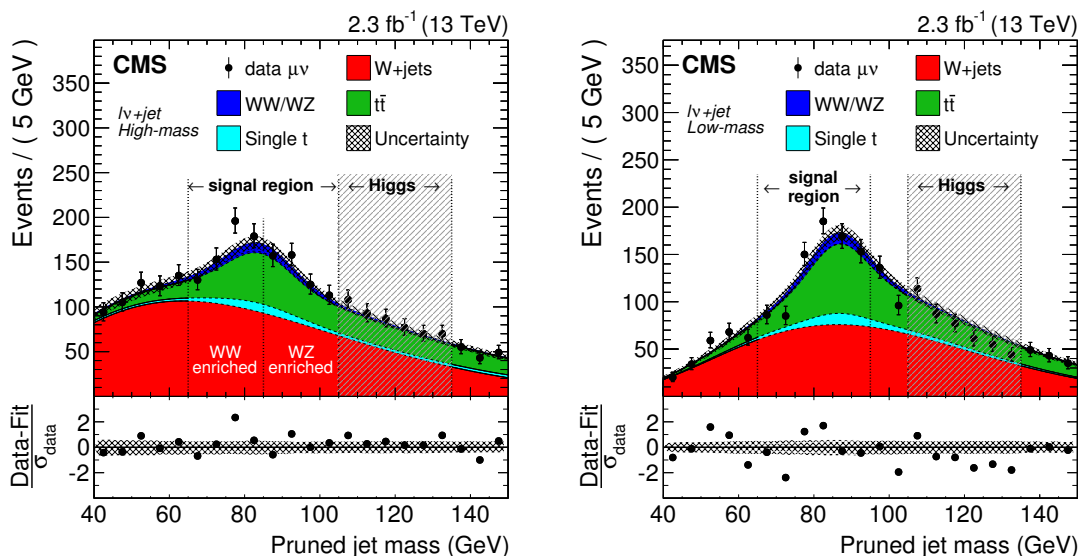 2.3 fb⁻¹ (13 TeV)
CMS
lν+jet
High-mass
data μν
W+jets
WW/WZ
tt̄
Single t
Uncertainty
← signal region →
← Higgs →
WW
enriched
WZ
enriched
Events / ( 5 GeV )
350
300
250
200
150
100
50
Data-Fit
σdata
2
0
-2
40 60 80 100 120 140
Pruned jet mass (GeV)
2.3 fb⁻¹ (13 TeV)
CMS
lν+jet
Low-mass
data μν
W+jets
WW/WZ
tt̄
Single t
Uncertainty
← signal →
region
← Higgs →
Events / ( 5 GeV )
350
300
250
200
150
100
50
Data-Fit
σdata
2
0
-2
40 60 80 100 120 140
Pruned jet mass (GeV)